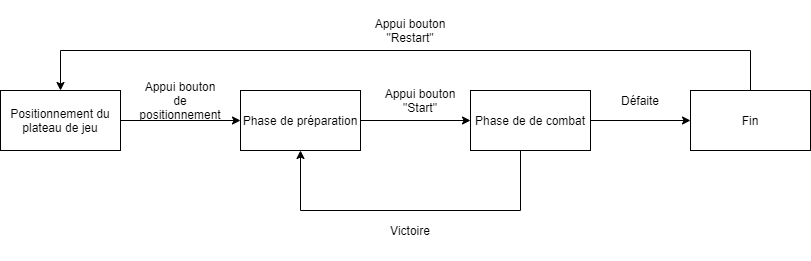 Appui bouton
"Restart"
Positionnement du
plateau de jeu
Appui bouton
de
positionnement
Phase de préparation
Appui bouton
"Start"
Phase de de combat
Défaite
Fin
Victoire